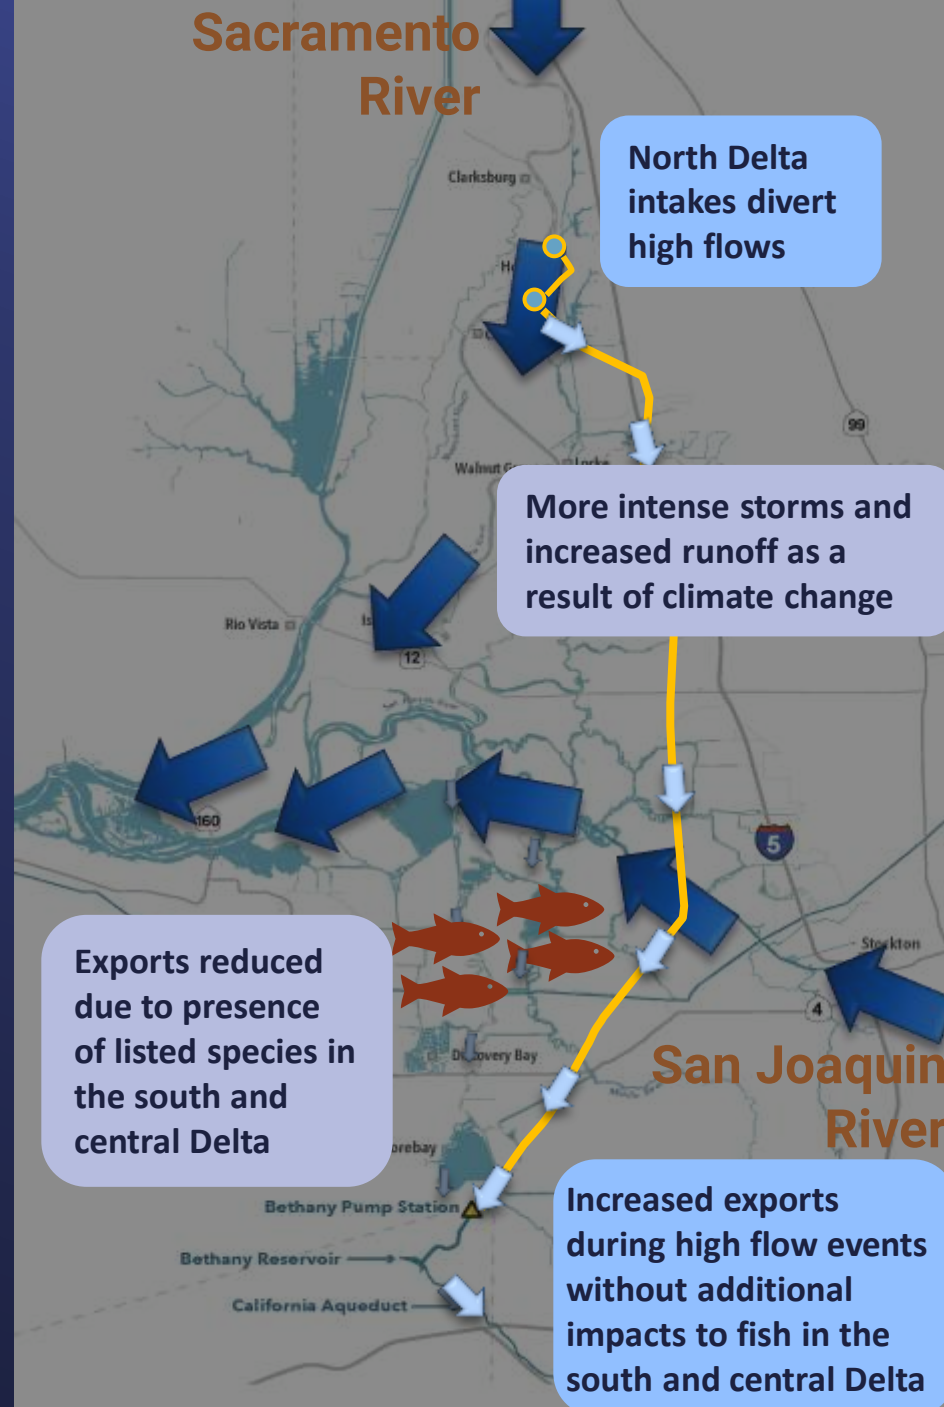 Sacramento
River
North Delta
intakes divert
high flows
Clarksburg
99
Walnut
More intense storms and
increased runoff as a
result of climate change
Rio Vista
12
160
5
Stockton
4
Exports reduced
due to presence
of listed species in
the south and
central Delta
Discovery Bay
San Joaquin
River
Bethany Pump Station
Bethany Reservoir
California Aqueduct
Increased exports
during high flow events
without additional
impacts to fish in the
south and central Delta